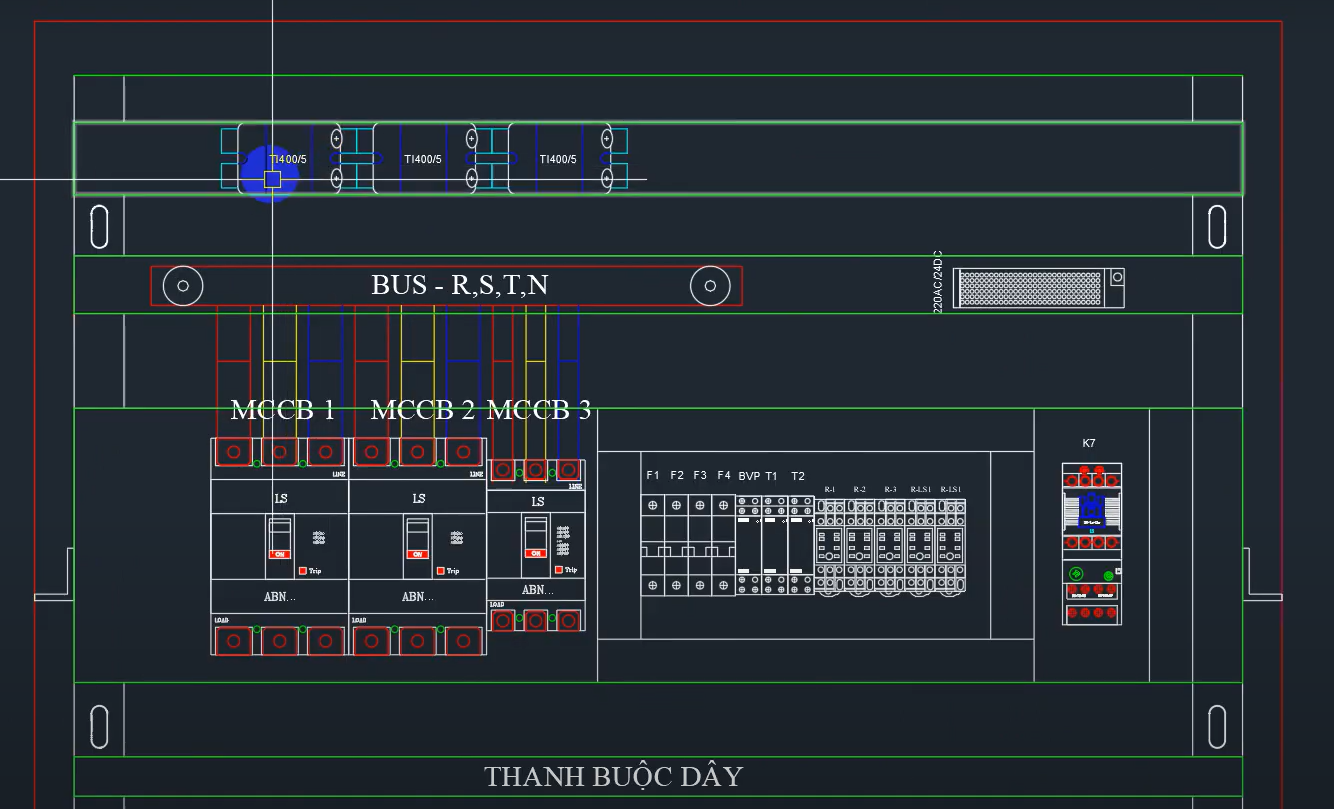 TI400/5 TI400/5 TI400/5
BUS - R,S,T,N
220AC/24DC
MCCB 1 MCCB 2 MCCB 3
K7
LINE LINE LINE
F1 F2 F3 F4 BVP T1 T2
R-1 R-2 R-3 R-LS1 R-LS1
LS LS LS
ON ON ON
Trip Trip Trip
ABN... ABN... ABN...
LOAD LOAD LOAD
THANH BUỘC DÂY